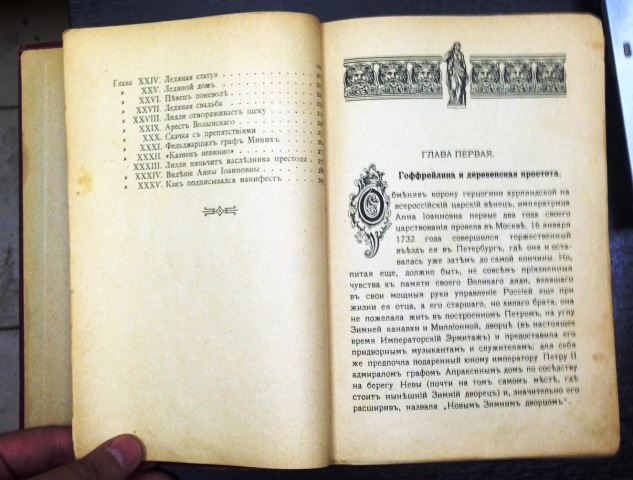 Глава XXIV. Ледяная статуя
" XXV. Ледяной домъ
" XXVI. Пѣвецъ поневолѣ
" XXVII. Ледяная свадьба
" XXVIII. Лилли отмораживаетъ щеку
" XXIX. Арестъ Волынскаго
" XXX. Скачка съ препятствіями
" XXXI. Фельдмаршалъ графъ Минихъ
" XXXII. «Казненъ невинно»
" XXXIII. Лилли нянчитъ наслѣдника престола
" XXXIV. Видѣніе Анны Іоанновны
" XXXV. Какъ подписывался манифестъ
ГЛАВА ПЕРВАЯ.
Гоффрейлина и деревенская простота.
Обмѣнявъ корону герцогини курляндской на
всероссійскій царскій вѣнецъ, императрица
Анна Іоанновна первые два года своего
царствованія провела въ Москвѣ. 16 января
1732 года совершился торжественный
въѣздъ ея въ Петербургъ, гдѣ она и оста-
валась уже затѣмъ до самой кончины. Но,
питая еще, должно быть, не совсѣмъ пріязненныя
чувства къ памяти своего Великаго дяди, взявшаго
въ свои мощныя руки управленіе Россіей еще при
жизни ея отца, а его старшаго, но хилаго брата, она
не пожелала жить въ построенномъ Петромъ, на углу
Зимней канавки и Милліонной, дворцѣ (въ настоящее
время Императорскій Эрмитажъ) и предоставила его
придворнымъ музыкантамъ и служителямъ; для себя
же предпочла подаренный юному императору Петру II
адмираломъ графомъ Апраксинымъ домъ по сосѣдству
на берегу Невы (почти на томъ самомъ мѣстѣ, гдѣ
стоитъ нынѣшній Зимній дворецъ) и, значительно его
расширивъ, назвала „Новымъ Зимнимъ дворцомъ".